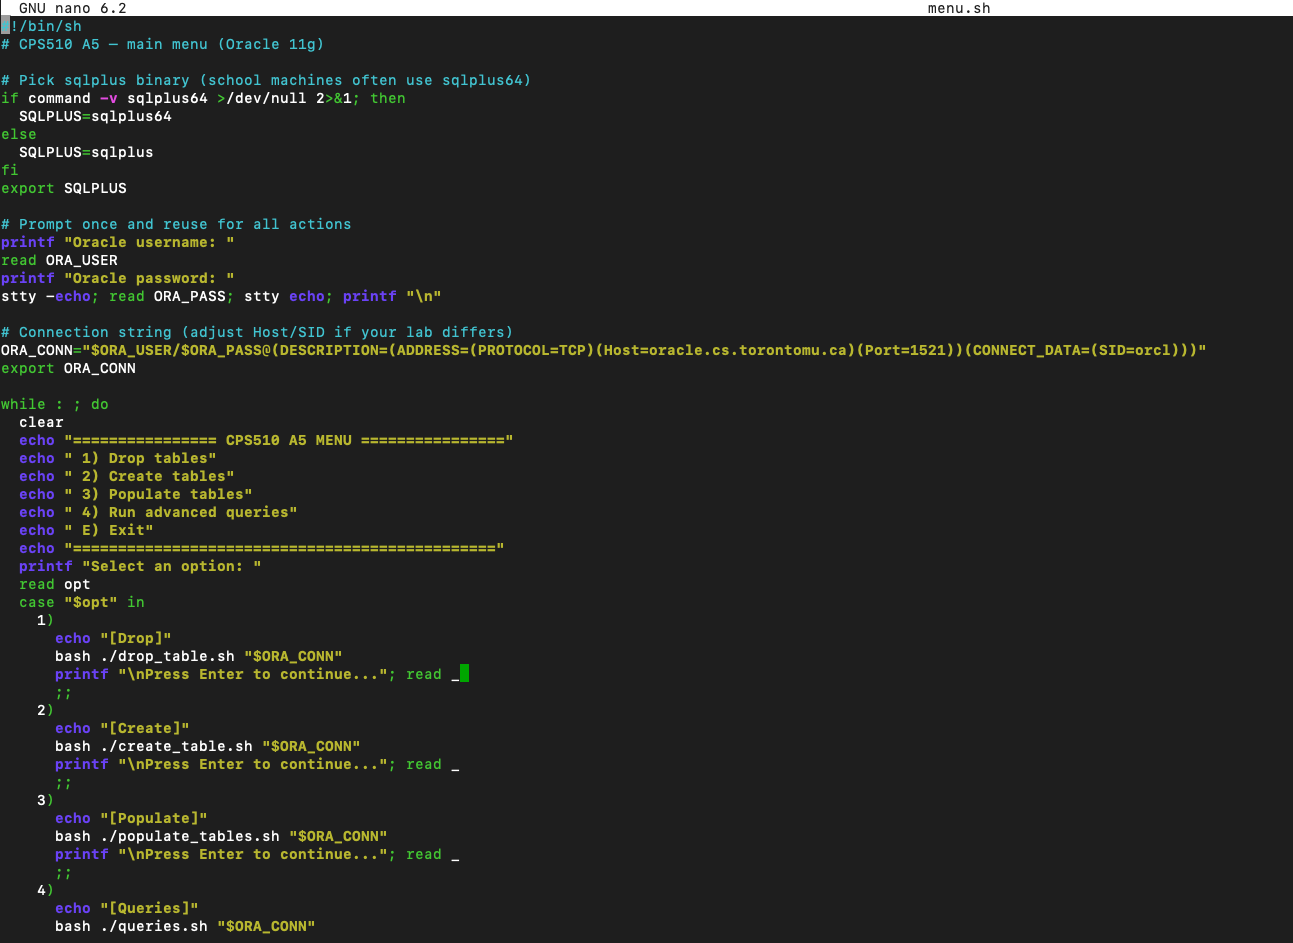 GNU nano 6.2 menu.sh
#!/bin/sh
# CPS510 A5 — main menu (Oracle 11g)
# Pick sqlplus binary (school machines often use sqlplus64)
if command -v sqlplus64 >/dev/null 2>&1; then
  SQLPLUS=sqlplus64
else
  SQLPLUS=sqlplus
fi
export SQLPLUS
# Prompt once and reuse for all actions
printf "Oracle username: "
read ORA_USER
printf "Oracle password: "
stty -echo; read ORA_PASS; stty echo; printf "\n"
# Connection string (adjust Host/SID if your lab differs)
ORA_CONN="$ORA_USER/$ORA_PASS@(DESCRIPTION=(ADDRESS=(PROTOCOL=TCP)(Host=oracle.cs.torontomu.ca)(Port=1521))(CONNECT_DATA=(SID=orcl)))"
export ORA_CONN
while : ; do
  clear
  echo "================ CPS510 A5 MENU ================"
  echo " 1) Drop tables"
  echo " 2) Create tables"
  echo " 3) Populate tables"
  echo " 4) Run advanced queries"
  echo " E) Exit"
  echo "==============================================="
  printf "Select an option: "
  read opt
  case "$opt" in
    1)
      echo "[Drop]"
      bash ./drop_table.sh "$ORA_CONN"
      printf "\nPress Enter to continue..."; read _
      ;;
    2)
      echo "[Create]"
      bash ./create_table.sh "$ORA_CONN"
      printf "\nPress Enter to continue..."; read _
      ;;
    3)
      echo "[Populate]"
      bash ./populate_tables.sh "$ORA_CONN"
      printf "\nPress Enter to continue..."; read _
      ;;
    4)
      echo "[Queries]"
      bash ./queries.sh "$ORA_CONN"